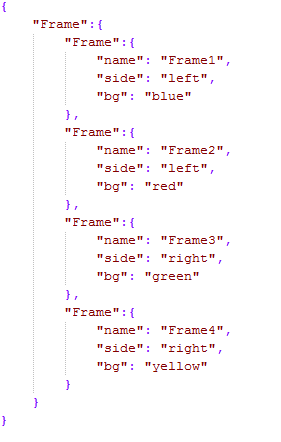 {
    "Frame":{
        "Frame":{
            "name": "Frame1",
            "side": "left",
            "bg": "blue"
        },
        "Frame":{
            "name": "Frame2",
            "side": "left",
            "bg": "red"
        },
        "Frame":{
            "name": "Frame3",
            "side": "right",
            "bg": "green"
        },
        "Frame":{
            "name": "Frame4",
            "side": "right",
            "bg": "yellow"
        }
    }
}